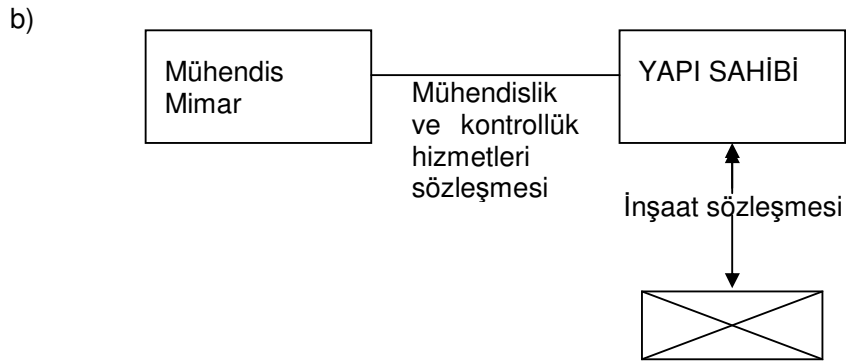 b)
Mühendis
Mimar
Mühendislik
ve kontrollük
hizmetleri
sözleşmesi
YAPI SAHİBİ
İnşaat sözleşmesi